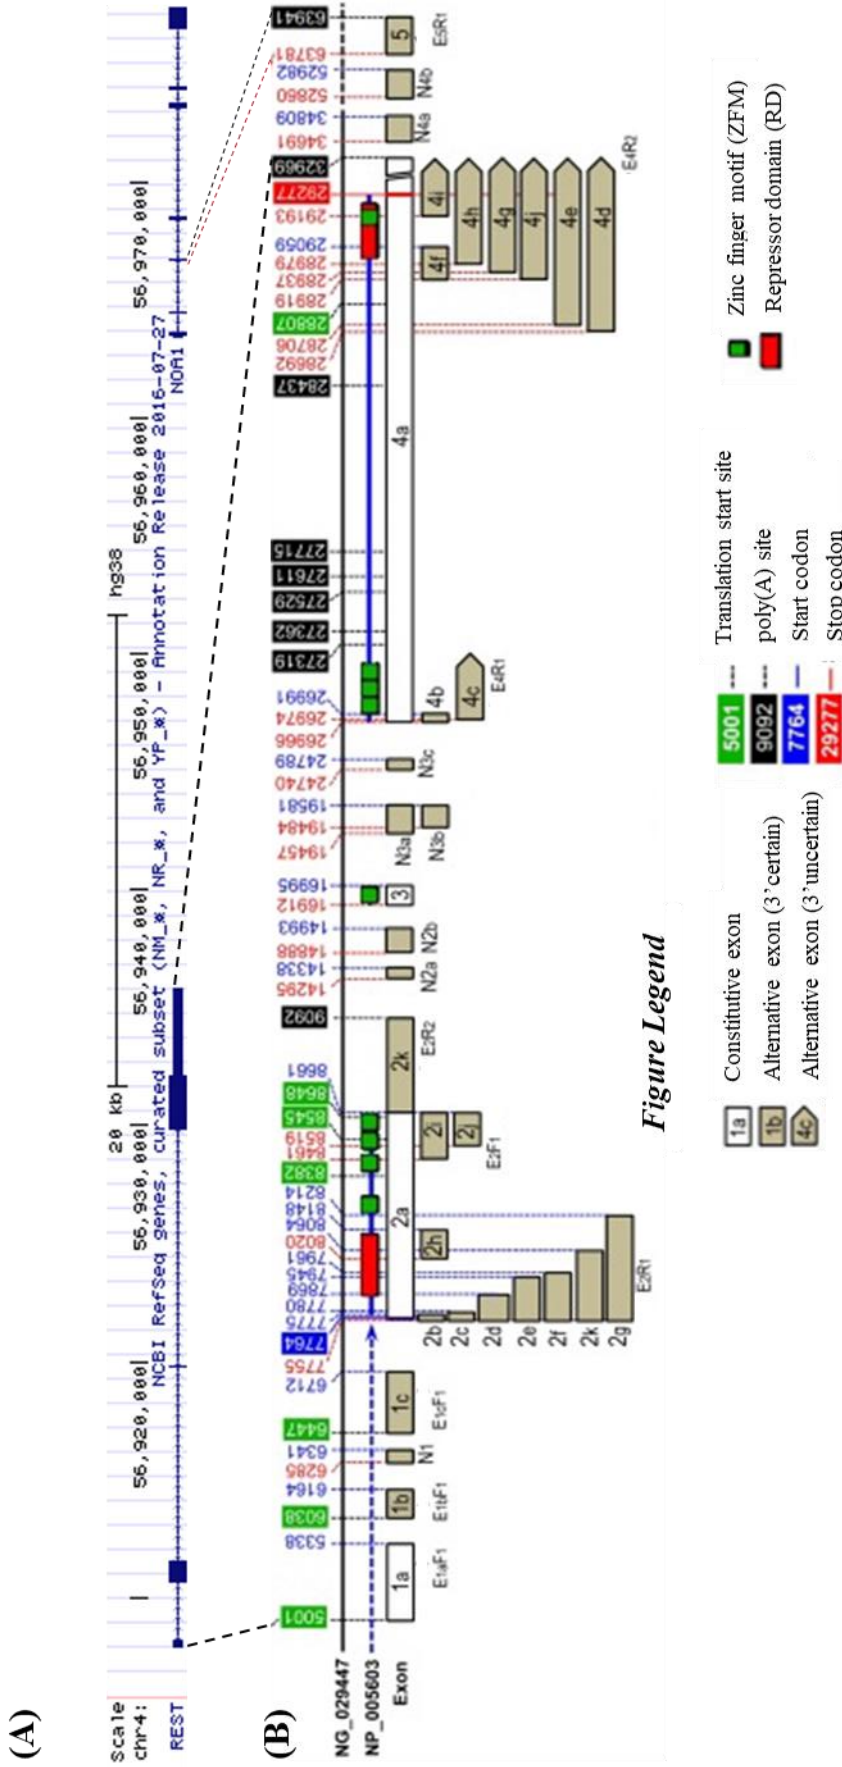 (A)
Scale 20 kb hg38
chr4: 56,920,000| 56,930,000| 56,940,000| 56,950,000| 56,960,000| 56,970,000|
NCBI RefSeq genes, curated subset (NM_*, NR_*, and YP_*) - Annotation Release 2016-07-27
REST NOA1
(B)
5001 5338 6038 6164 6285 6341 6447 6712 7755 7764 7775 7780 7869 7945 7961 8020 8064 8148 8214 8382 8461 8519 8545 8648 8661 9092 14295 14338 14888 14993 16912 16995 19457 19484 19581 24740 24789 26966 26974 26991 27319 27362 27529 27611 27715 28437 28692 28706 28807 28919 28937 28979 29059 29193 29277 32969 34691 34809 52860 52982 63781 63941
NG_029447
NP_005603
Exon 1a 1b 1c 2a 2k 3 4a 5
N1 2b 2h 2i N2a N2b N3a N3c 4b 4f 4i N4a N4b
E1aF1 E1bF1 E1cF1 2c 2j E2R2 N3b 4c E5R1
2d 4h
2e E2F1 E4R1 4g
2f 4j
2k 4e
2g 4d
E2R1 E4R2
Figure Legend
1a Constitutive exon 5001 Translation start site Zinc finger motif (ZFM)
1b Alternative exon (3'certain) 9092 poly(A) site Repressor domain (RD)
4c Alternative exon (3'uncertain) 7764 Start codon
29277 Stop codon